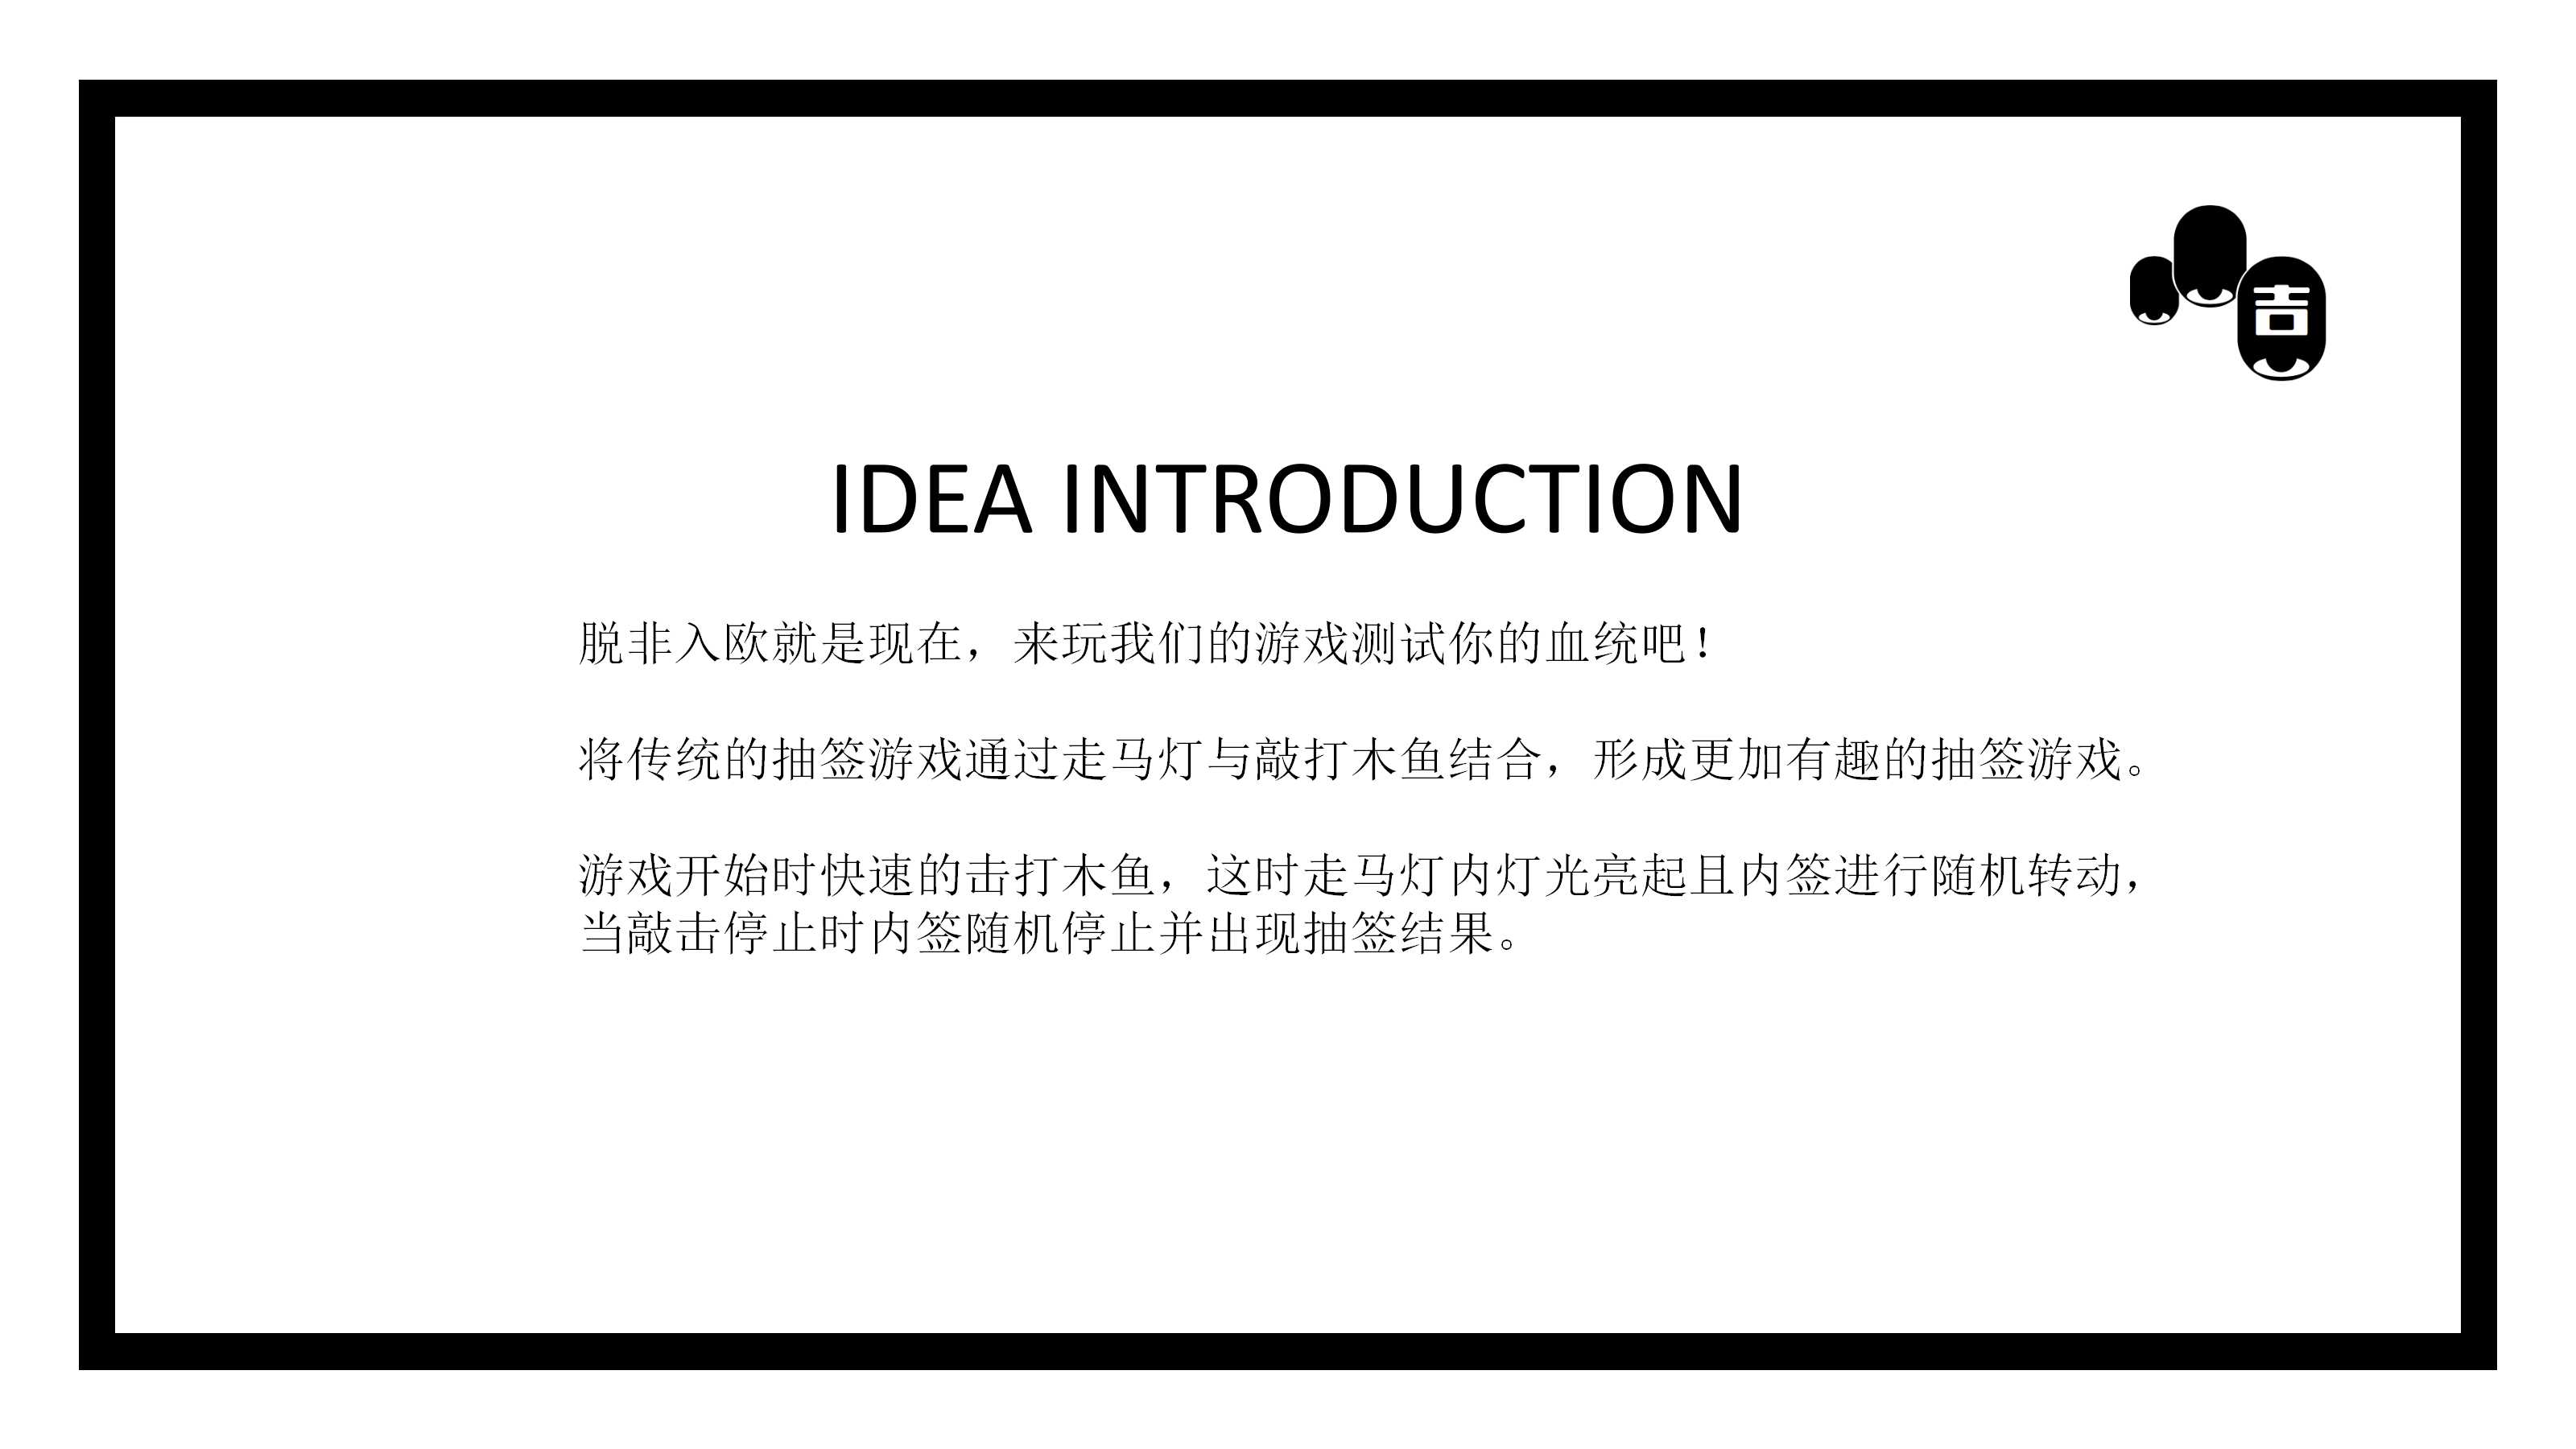 吉
IDEA INTRODUCTION
脱非入欧就是现在，来玩我们的游戏测试你的血统吧！
将传统的抽签游戏通过走马灯与敲打木鱼结合，形成更加有趣的抽签游戏。
游戏开始时快速的击打木鱼，这时走马灯内灯光亮起且内签进行随机转动，
当敲击停止时内签随机停止并出现抽签结果。